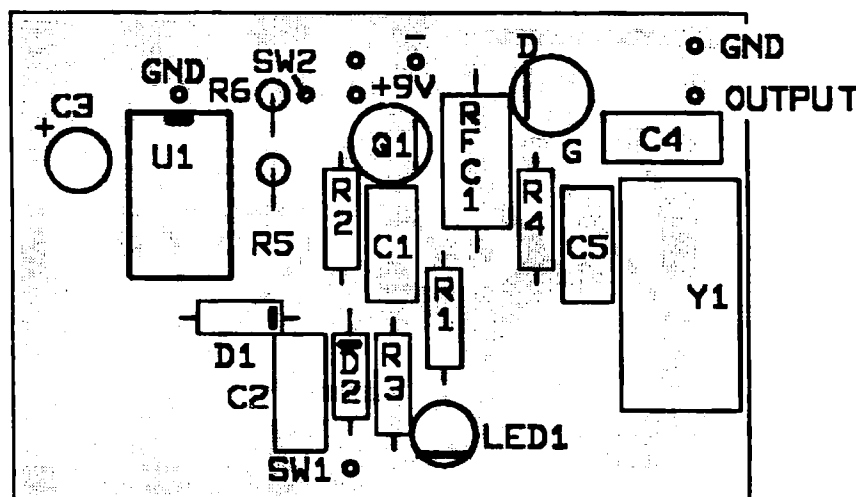 −
D
GND
GND
SW2
C3
+
R6
+9V
OUTPUT
U1
Q1
RFC1
G
C4
R2
R4
R5
C1
C5
R1
Y1
D1
D2
R3
C2
LED1
SW1